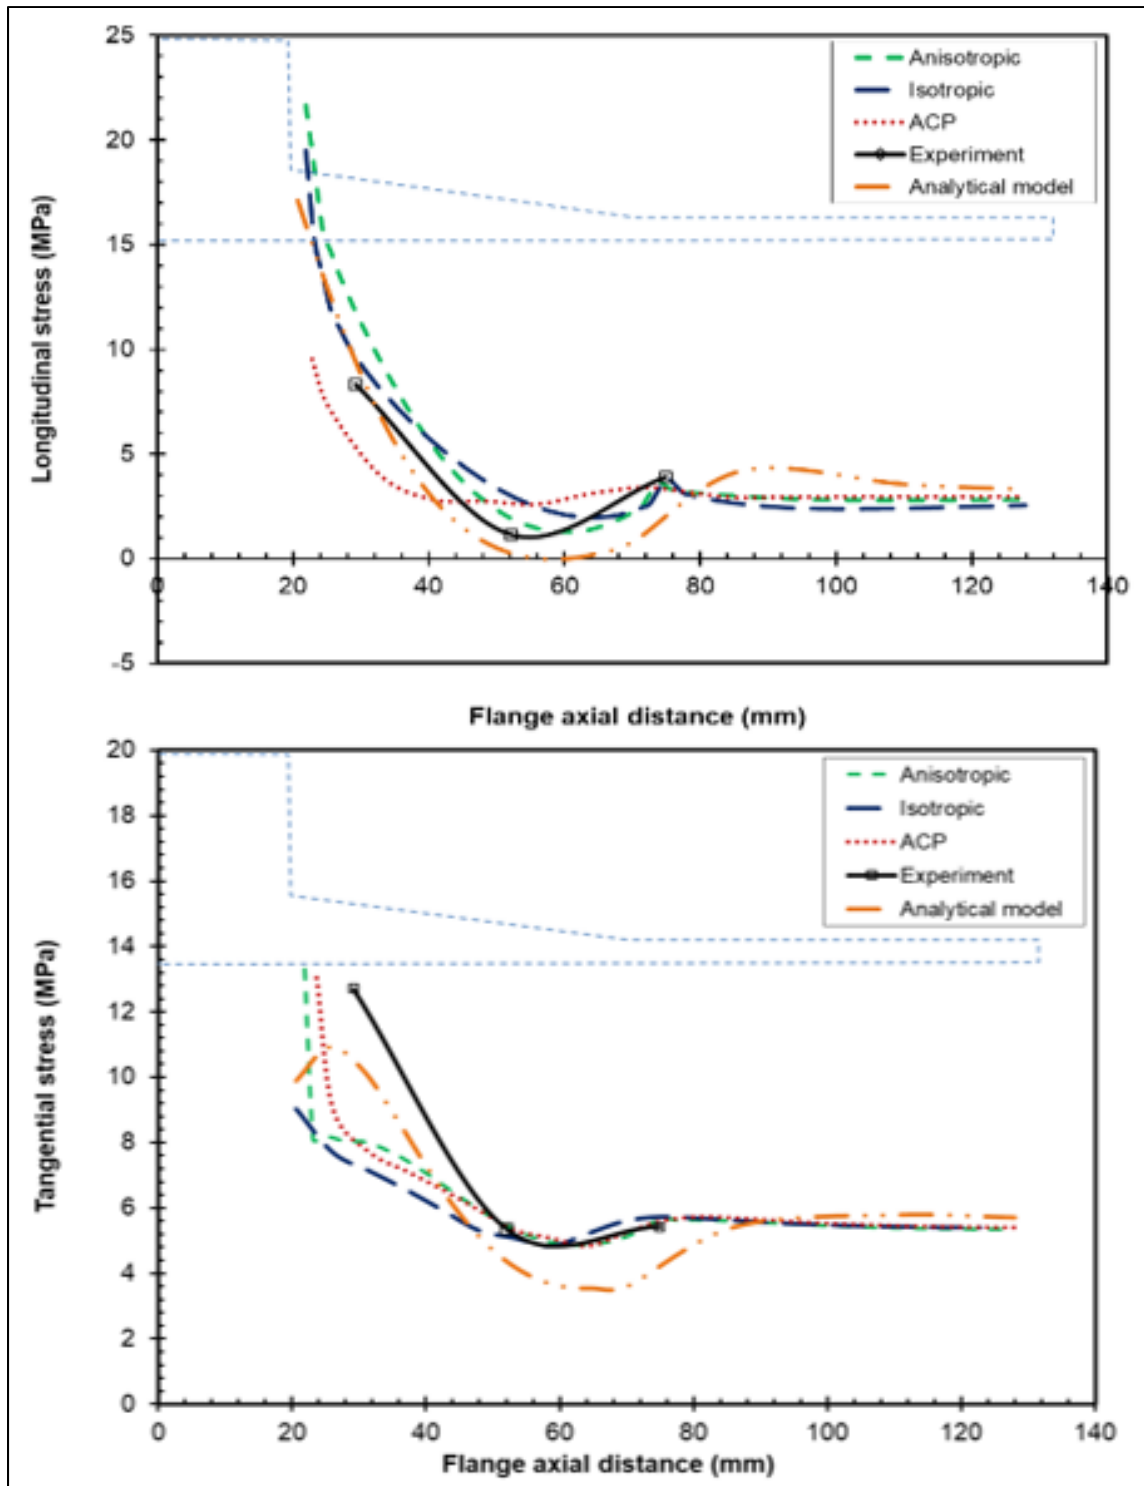 25
20
15
10
5
0
-5
Longitudinal stress (MPa)
Anisotropic
Isotropic
ACP
Experiment
Analytical model
0 20 40 60 80 100 120 140
Flange axial distance (mm)
20
18
16
14
12
10
8
6
4
2
0
Tangential stress (MPa)
Anisotropic
Isotropic
ACP
Experiment
Analytical model
0 20 40 60 80 100 120 140
Flange axial distance (mm)